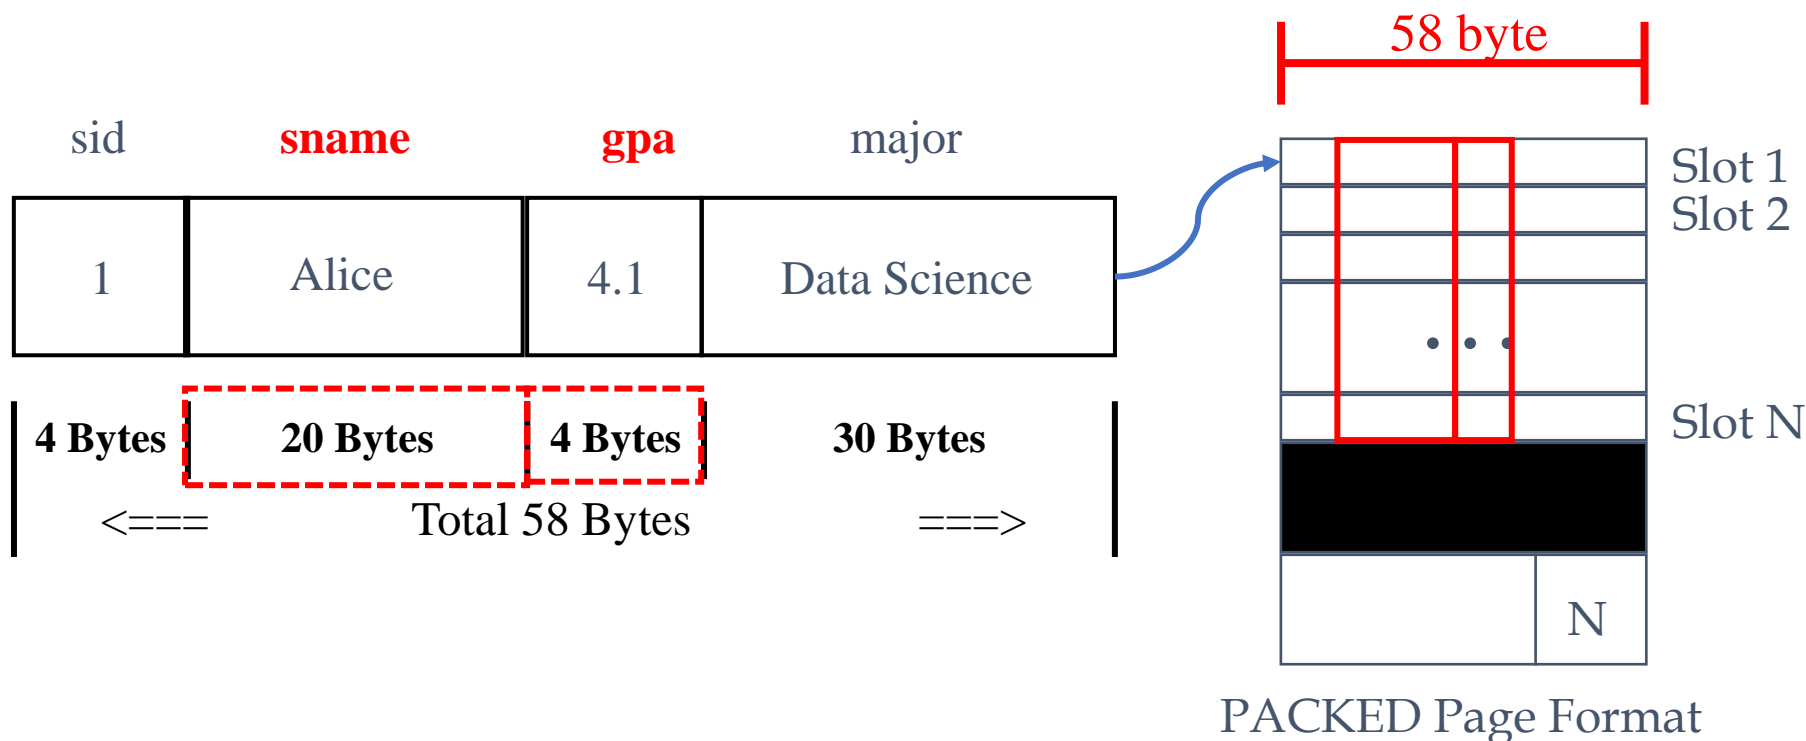 58 byte
sid sname gpa major
Slot 1
1 Alice 4.1 Data Science
Slot 2
• • •
4 Bytes 20 Bytes 4 Bytes 30 Bytes
Slot N
<=== Total 58 Bytes ===>
N
PACKED Page Format